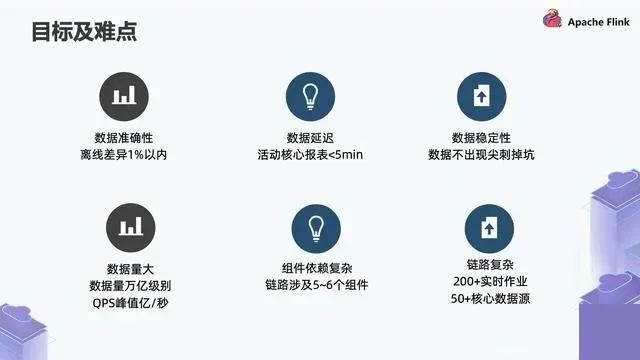 目标及难点
Apache Flink
数据准确性
离线差异1%以内
数据延迟
活动核心报表<5min
数据稳定性
数据不出现尖刺掉坑
数据量大
数据量万亿级别
QPS峰值亿/秒
组件依赖复杂
链路涉及5~6个组件
链路复杂
200+实时作业
50+核心数据源